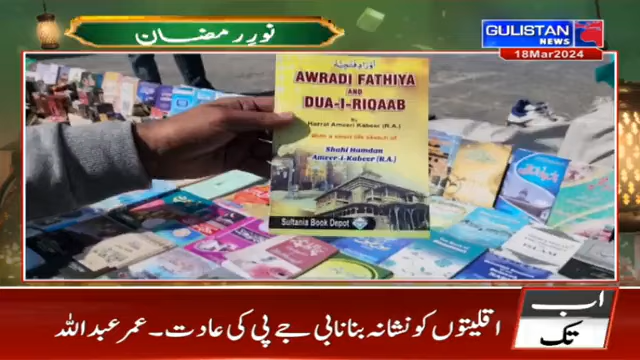 نورِ رمضان
GULISTAN
NEWS
18Mar2024
اورادِ فتحیہ
AWRADI FATHIYA
AND
DUA-I-RIQAAB
By
Hazrat Ameeri Kabeer (R.A.)
With a short life sketch of
Shahi Hamdan
Ameer-i-Kabeer (R.A.)
Sultania Book Depot
اقلیتوں کو نشانہ بنانا بی جے پی کی عادت۔ عمر عبداللہ
اب
تک